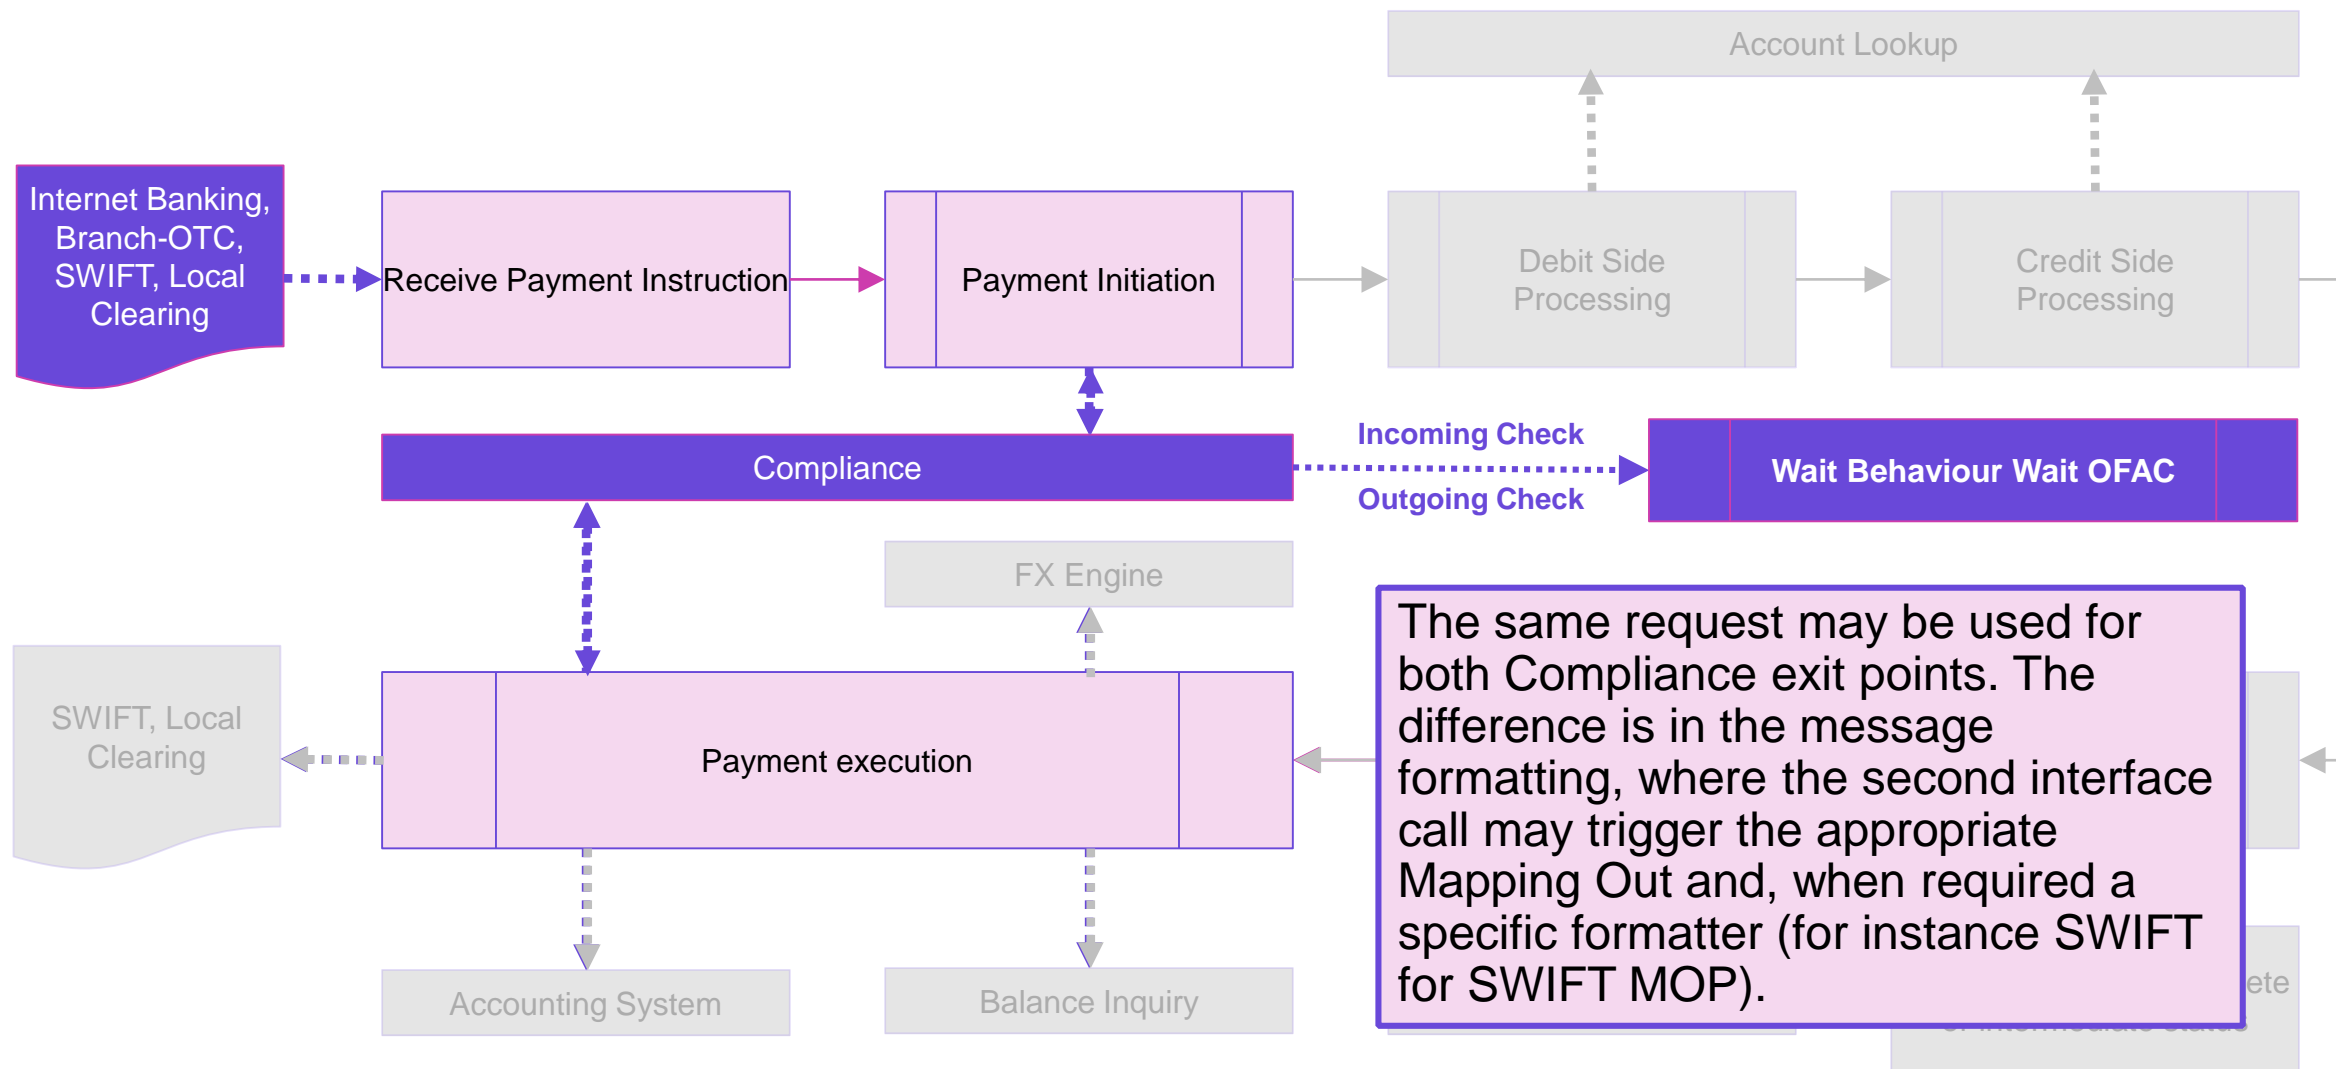 Account Lookup
Internet Banking,
Branch-OTC,
SWIFT, Local
Clearing
Receive Payment Instruction
Payment Initiation
Debit Side
Processing
Credit Side
Processing
Compliance
Incoming Check
Outgoing Check
Wait Behaviour Wait OFAC
FX Engine
SWIFT, Local
Clearing
Payment execution
The same request may be used for
both Compliance exit points. The
difference is in the message
formatting, where the second interface
call may trigger the appropriate
Mapping Out and, when required a
specific formatter (for instance SWIFT
for SWIFT MOP).
Accounting System
Balance Inquiry
ete